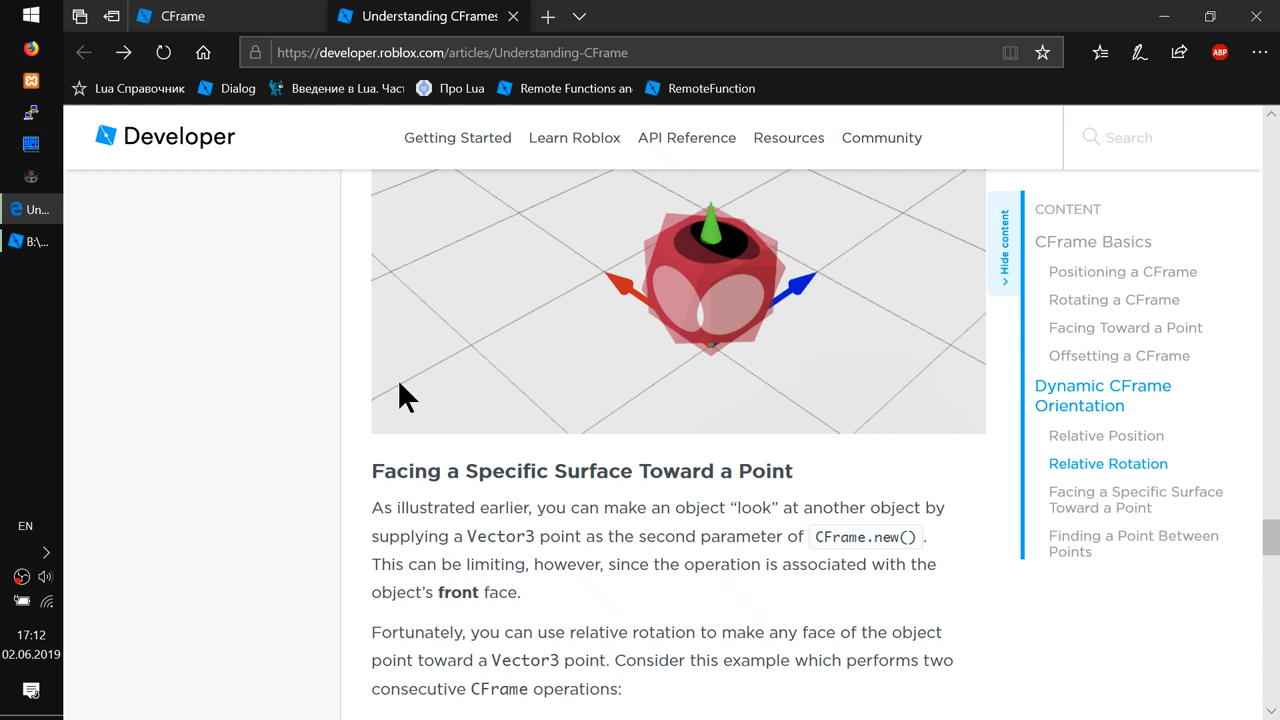 CFrame
Understanding CFrames
https://developer.roblox.com/articles/Understanding-CFrame
ABP
Lua Справочник
Dialog
Введение в Lua. Час
Про Lua
Remote Functions an
RemoteFunction
Un...
B:\...
EN
17:12
02.06.2019
Developer
Getting Started
Learn Roblox
API Reference
Resources
Community
Search
Facing a Specific Surface Toward a Point
As illustrated earlier, you can make an object “look” at another object by
supplying a Vector3 point as the second parameter of CFrame.new() .
This can be limiting, however, since the operation is associated with the
object’s front face.
Fortunately, you can use relative rotation to make any face of the object
point toward a Vector3 point. Consider this example which performs two
consecutive CFrame operations:
Hide content
CONTENT
CFrame Basics
Positioning a CFrame
Rotating a CFrame
Facing Toward a Point
Offsetting a CFrame
Dynamic CFrame
Orientation
Relative Position
Relative Rotation
Facing a Specific Surface
Toward a Point
Finding a Point Between
Points